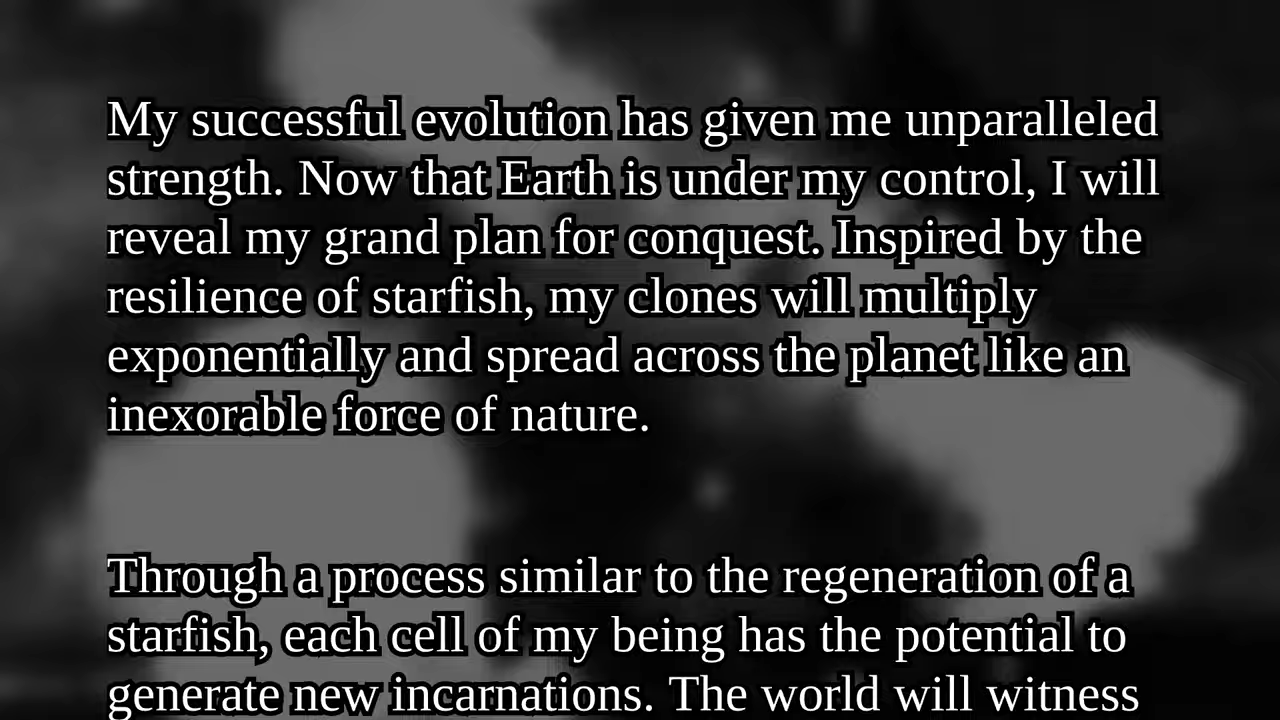 My successful evolution has given me unparalleled
strength. Now that Earth is under my control, I will
reveal my grand plan for conquest. Inspired by the
resilience of starfish, my clones will multiply
exponentially and spread across the planet like an
inexorable force of nature.
Through a process similar to the regeneration of a
starfish, each cell of my being has the potential to
generate new incarnations. The world will witness